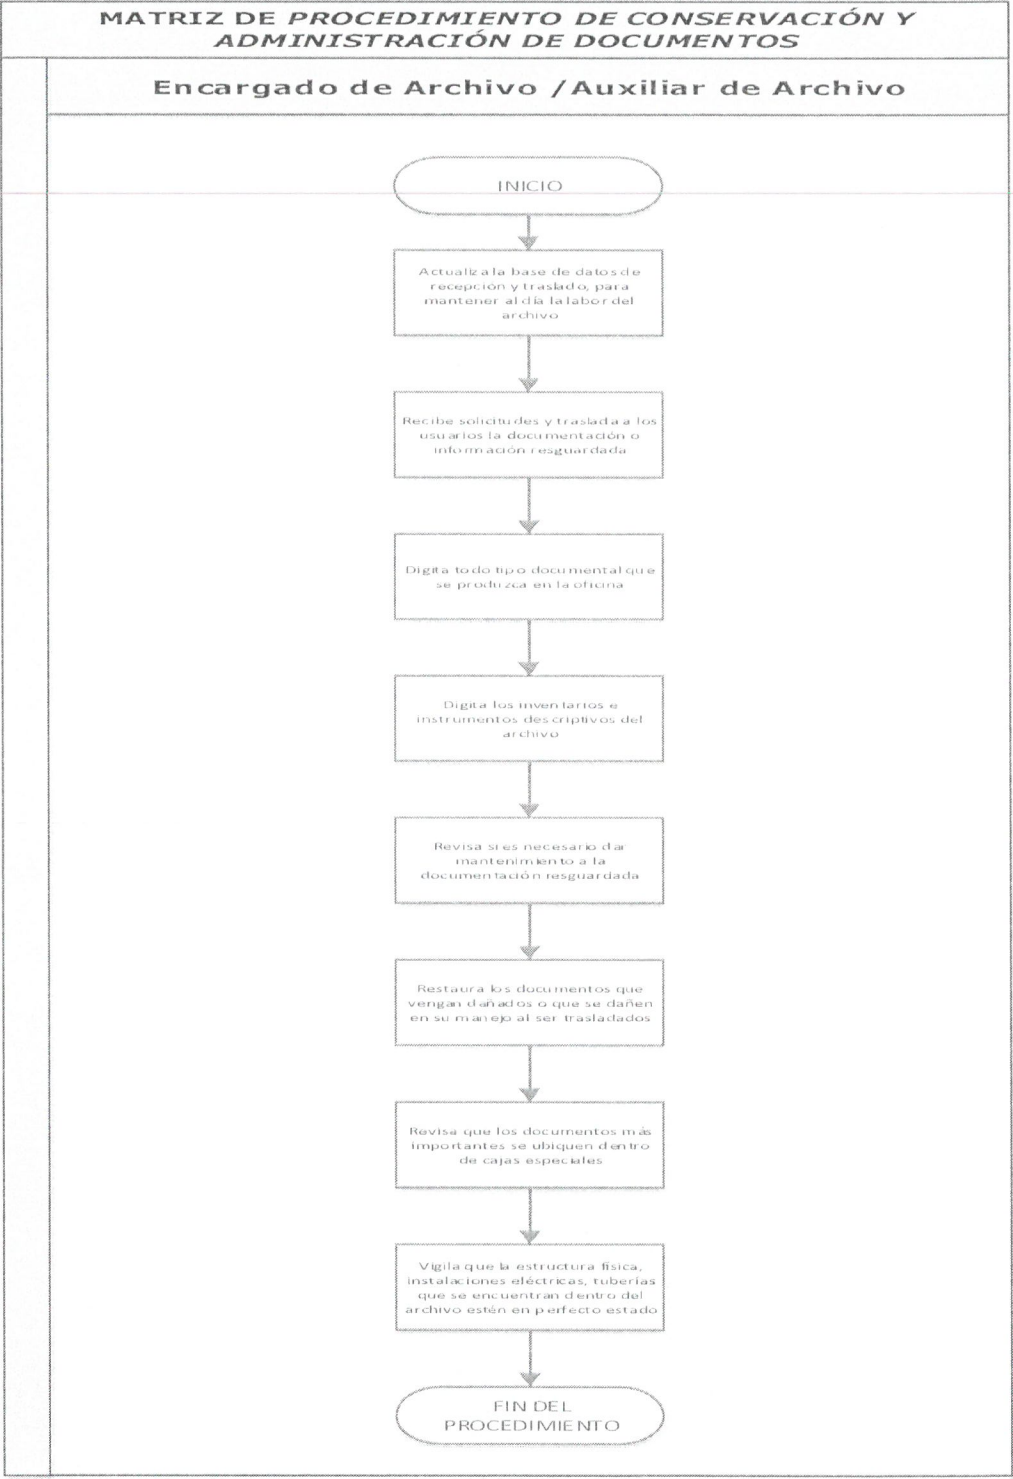 MATRIZ DE PROCEDIMIENTO DE CONSERVACIÓN Y
ADMINISTRACIÓN DE DOCUMENTOS
Encargado de Archivo /Auxiliar de Archivo
INICIO
Actualiza la base de datos de
recepción y traslado, para
mantener al día la labor del
archivo
Recibe solicitudes y traslada a los
usuarios la documentación o
información resguardada
Digita todo tipo documental que
se produzca en la oficina
Digita los inventarios e
instrumentos descriptivos del
archivo
Revisa si es necesario dar
mantenimiento a la
documentación resguardada
Restaura los documentos que
vengan dañados o que se dañen
en su manejo al ser trasladados
Revisa que los documentos más
importantes se ubiquen dentro
de cajas especiales
Vigila que la estructura física,
instalaciones eléctricas, tuberías
que se encuentran dentro del
archivo estén en perfecto estado
FIN DEL
PROCEDIMIENTO